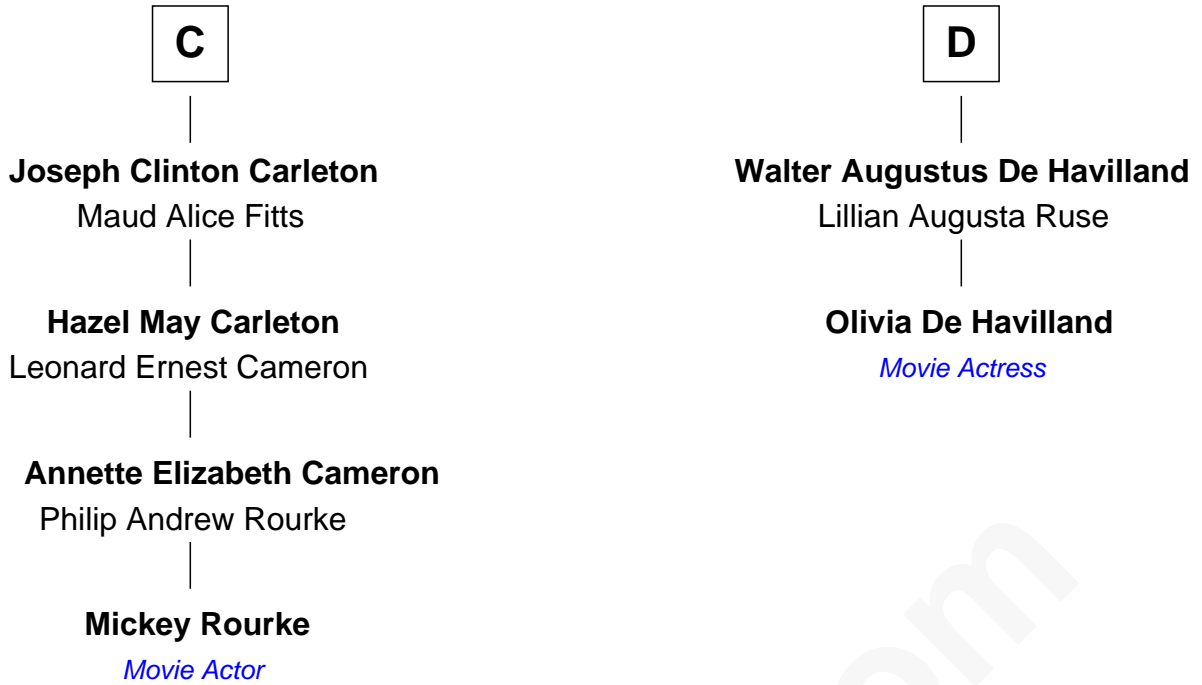 C
Joseph Clinton Carleton
Maud Alice Fitts
Hazel May Carleton
Leonard Ernest Cameron
Annette Elizabeth Cameron
Philip Andrew Rourke
Mickey Rourke
Movie Actor
D
Walter Augustus De Havilland
Lillian Augusta Ruse
Olivia De Havilland
Movie Actress
om